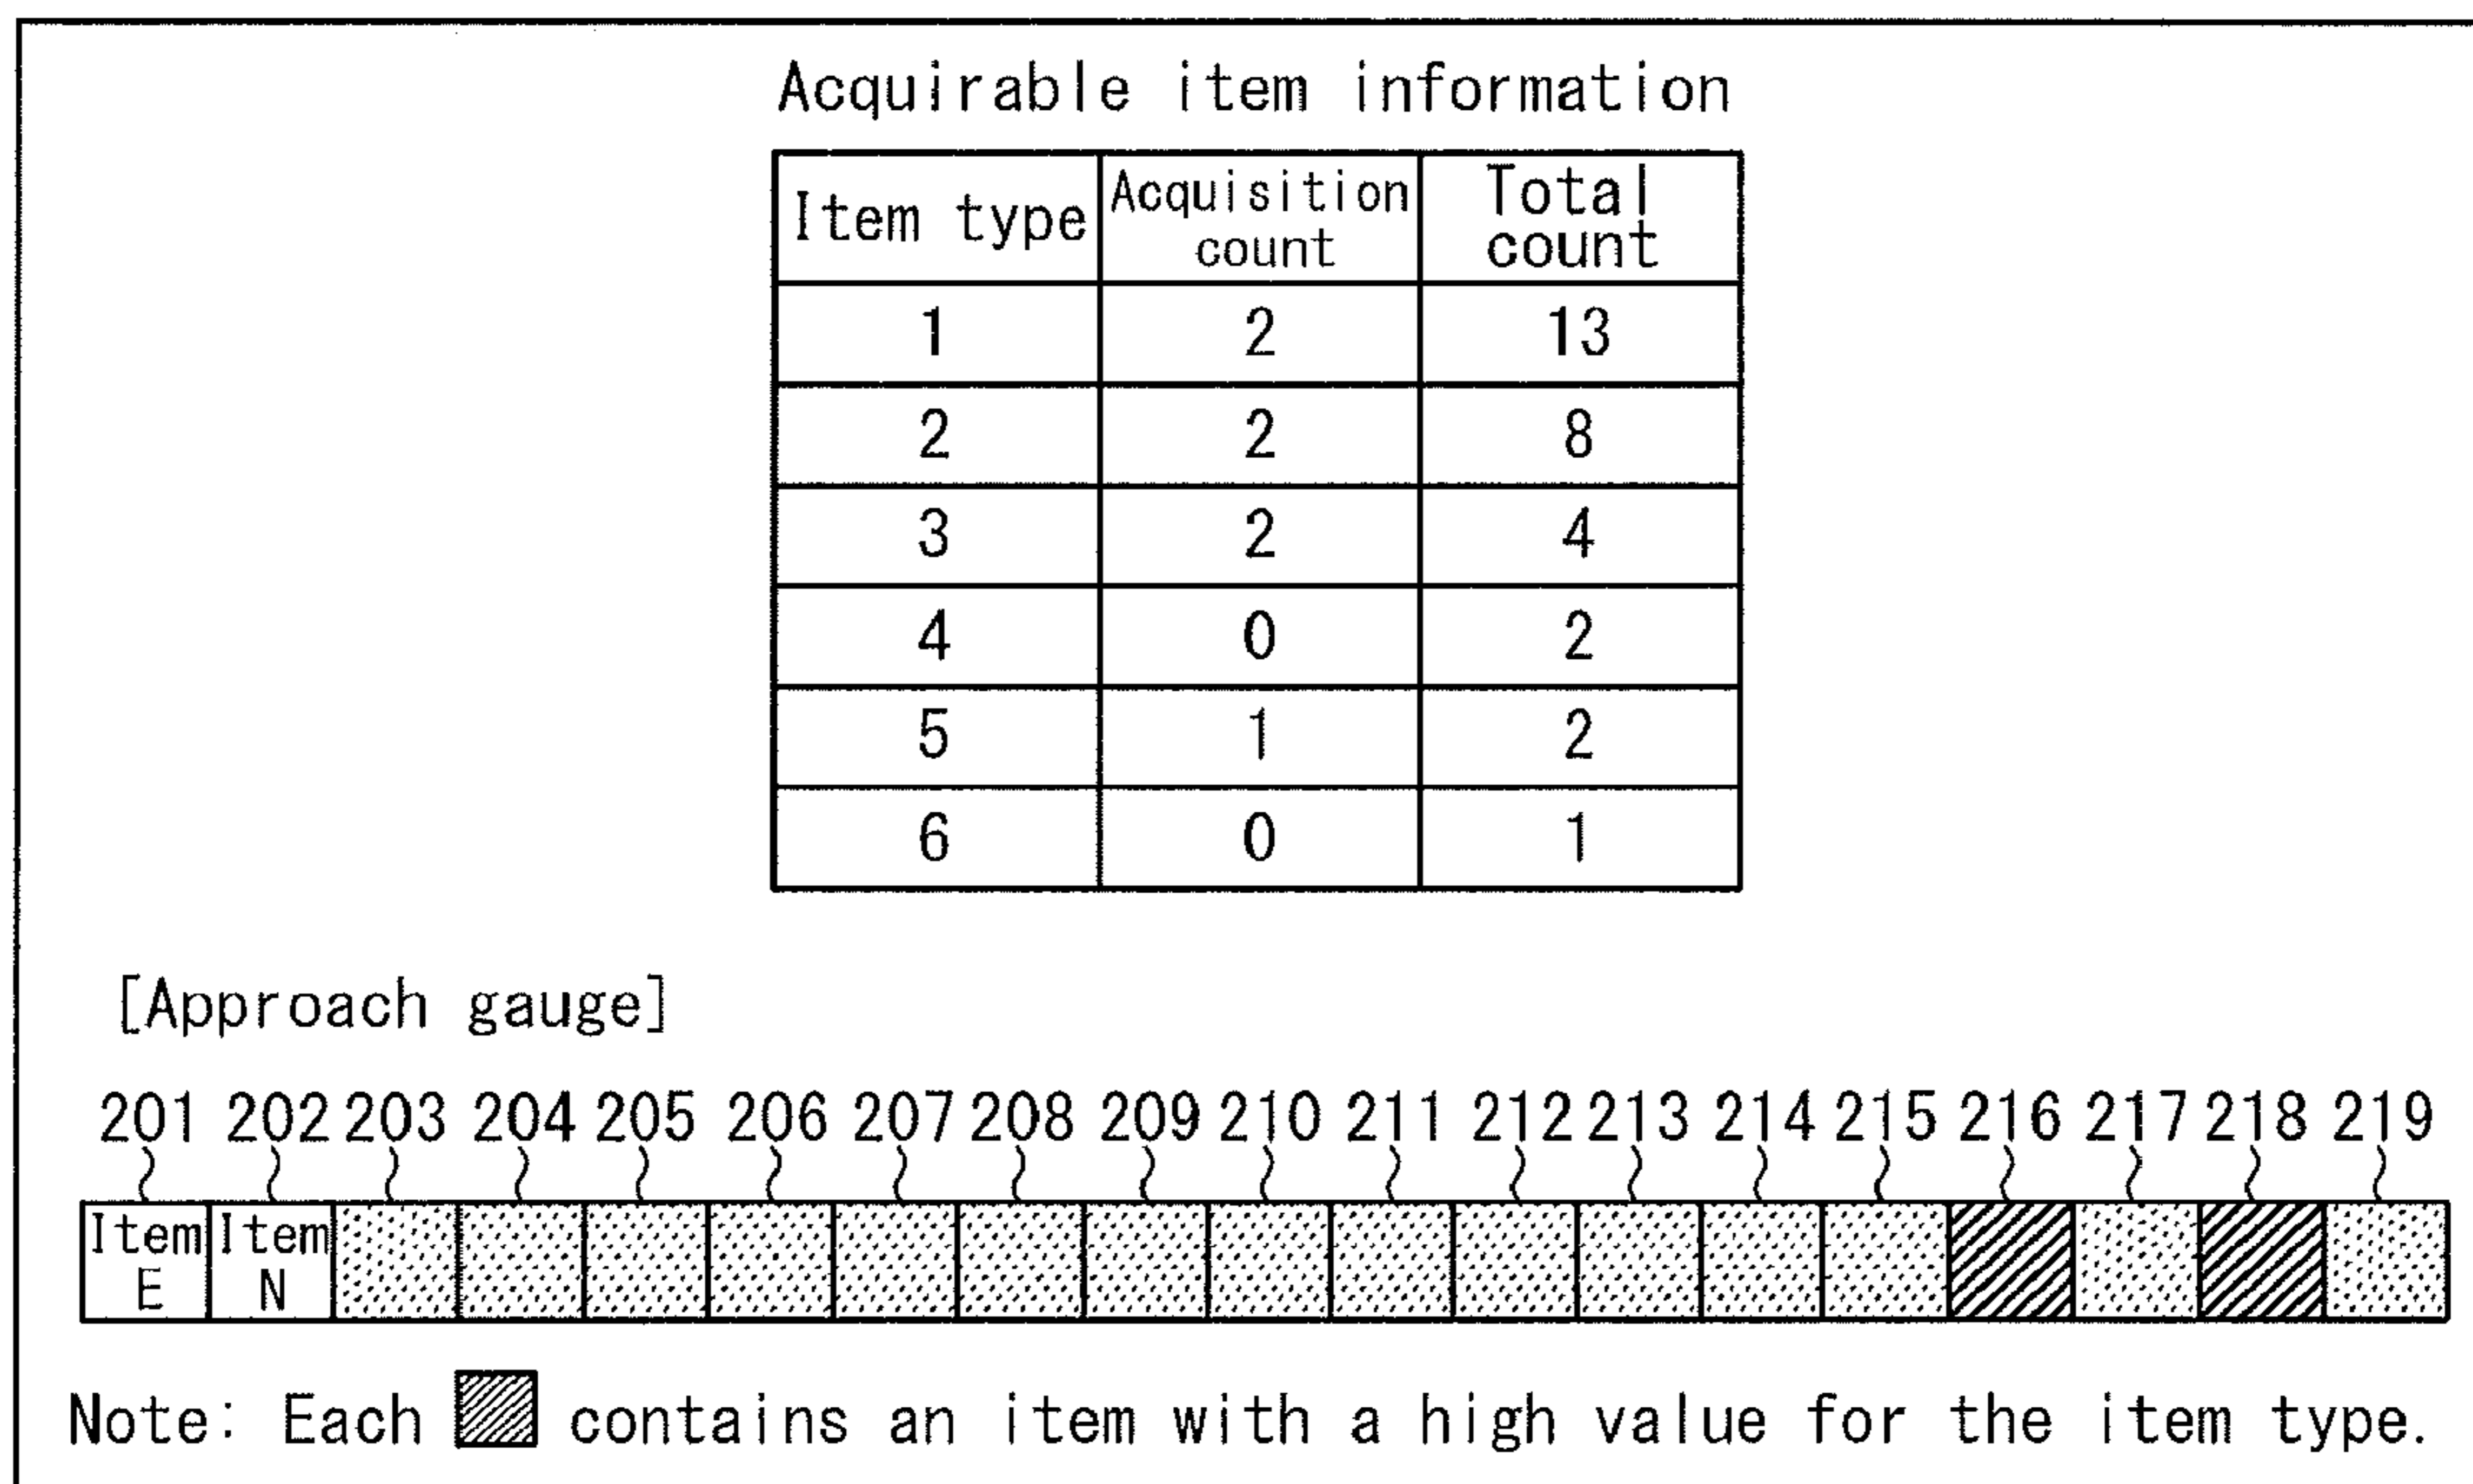 Acquirable item information
Item type Acquisition count Total count
1 2 13
2 2 8
3 2 4
4 0 2
5 1 2
6 0 1
[Approach gauge]
201 202 203 204 205 206 207 208 209 210 211 212 213 214 215 216 217 218 219
Item E Item N
Note: Each contains an item with a high value for the item type.